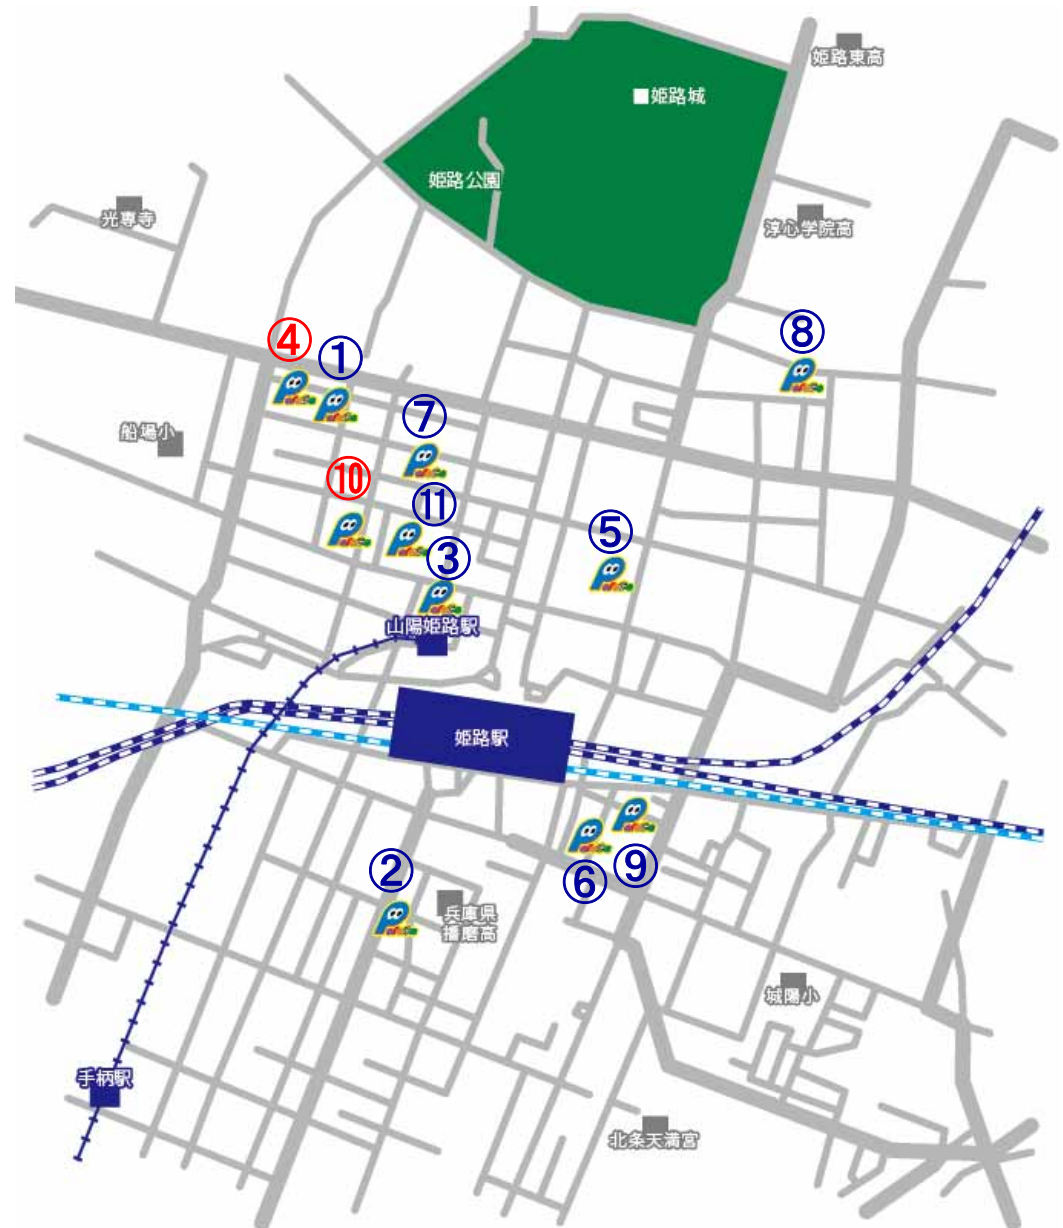 姫路東高
■姫路城
姫路公園
光専寺
淳心学院高
⑧
④
①
⑦
船場小
⑩
⑪
⑤
③
山陽姫路駅
姫路駅
②
⑥
⑨
兵庫県
播磨高
城陽小
手柄駅
北条天満宮